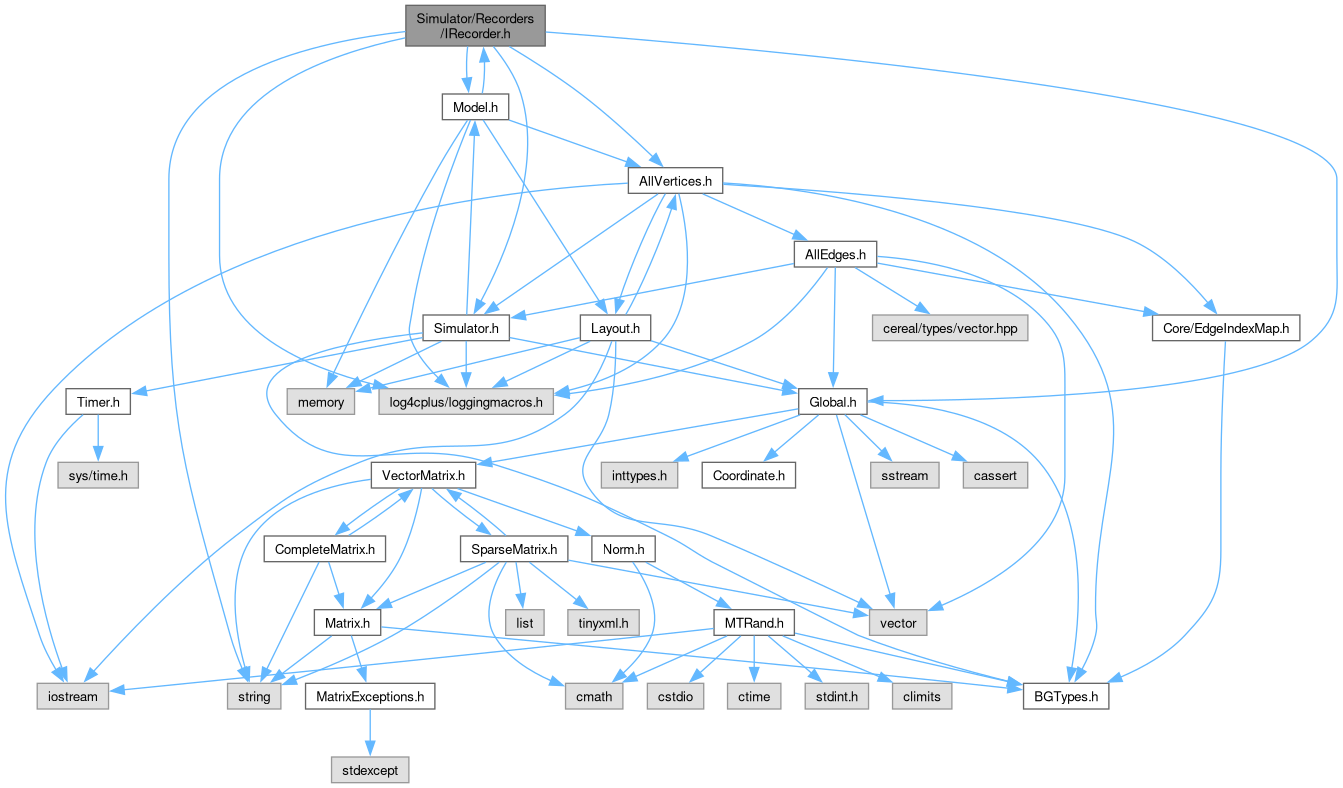 Simulator/Recorders
/IRecorder.h
Model.h
AllVertices.h
AllEdges.h
Simulator.h
Layout.h
cereal/types/vector.hpp
Core/EdgeIndexMap.h
Timer.h
memory
log4cplus/loggingmacros.h
Global.h
sys/time.h
VectorMatrix.h
inttypes.h
Coordinate.h
sstream
cassert
CompleteMatrix.h
SparseMatrix.h
Norm.h
Matrix.h
list
tinyxml.h
MTRand.h
vector
iostream
string
MatrixExceptions.h
cmath
cstdio
ctime
stdint.h
climits
BGTypes.h
stdexcept